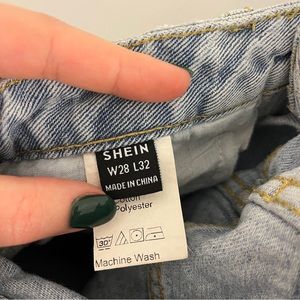 SHEIN
W28 L32
MADE IN CHINA
Cotton
Polyester
30°
Machine Wash